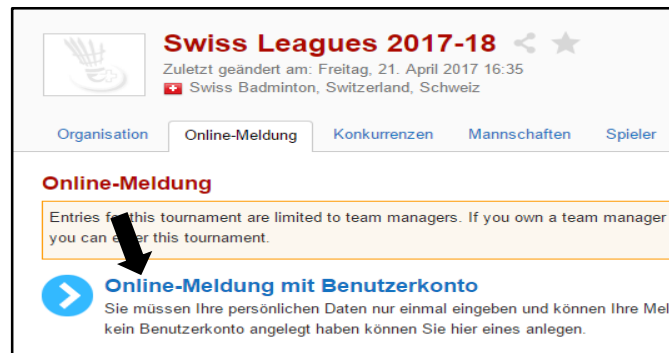 Swiss Leagues 2017-18
Zuletzt geändert am: Freitag, 21. April 2017 16:35
Swiss Badminton, Switzerland, Schweiz
Organisation Online-Meldung Konkurrenzen Mannschaften Spieler
Online-Meldung
Entries for this tournament are limited to team managers. If you own a team manager
you can enter this tournament.
Online-Meldung mit Benutzerkonto
Sie müssen Ihre persönlichen Daten nur einmal eingeben und können Ihre Mel
kein Benutzerkonto angelegt haben können Sie hier eines anlegen.